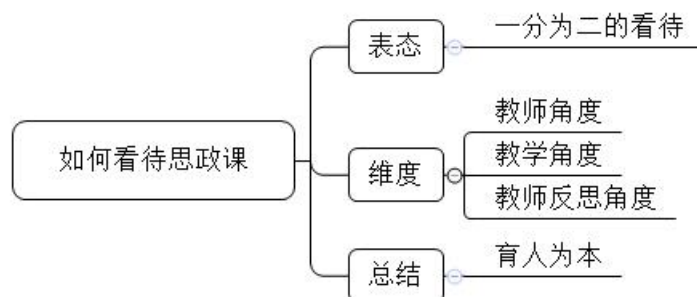 如何看待思政课
表态
一分为二的看待
维度
教师角度
教学角度
教师反思角度
总结
育人为本